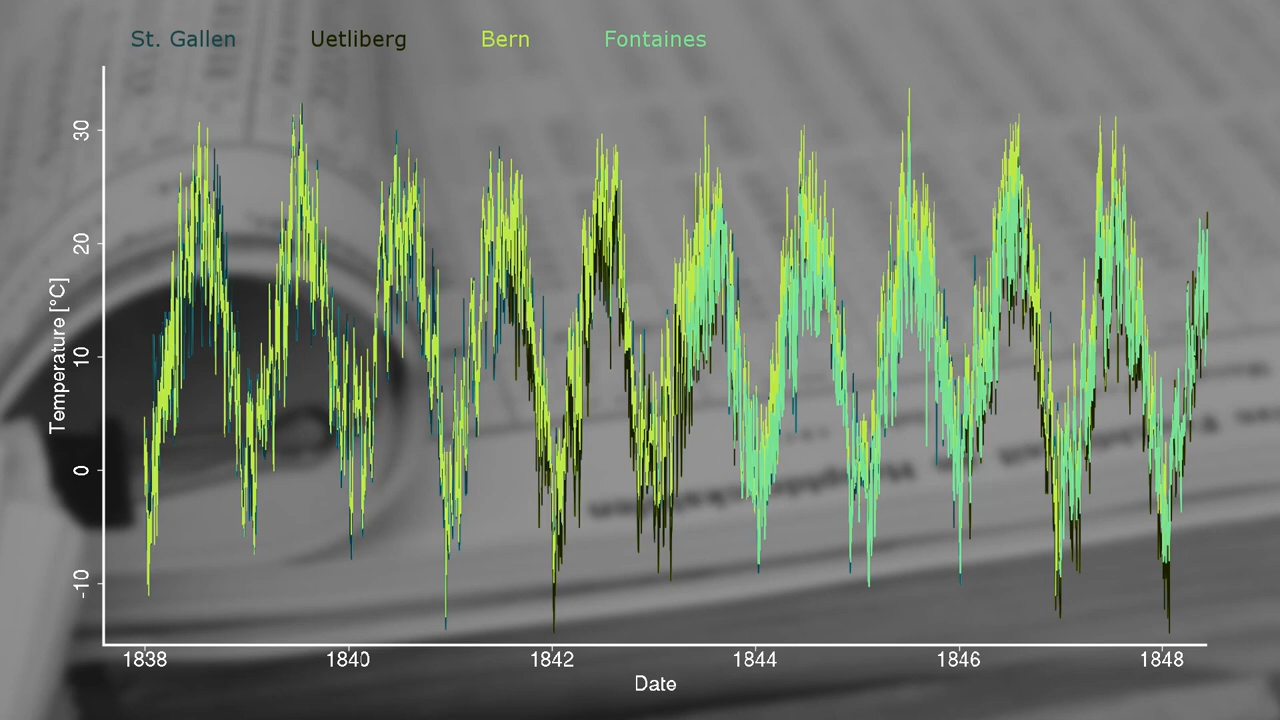 St. Gallen Uetliberg Bern Fontaines
30
20
10
0
-10
Temperature [°C]
1838 1840 1842 1844 1846 1848
Date